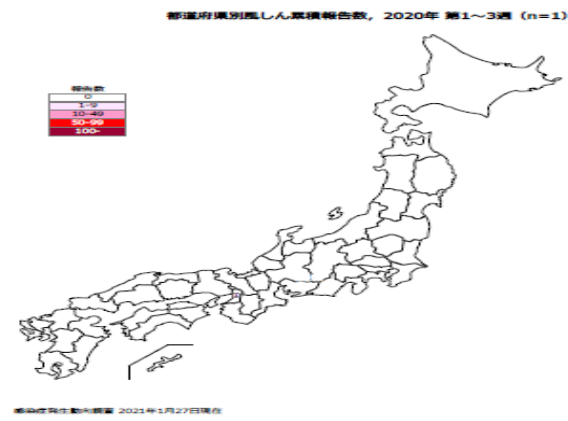 都道府県別風しん累積報告数, 2020年 第1～3週 (n=1)
報告数
0
1-9
10-49
50-99
100-
感染症発生動向調査 2021年1月27日現在